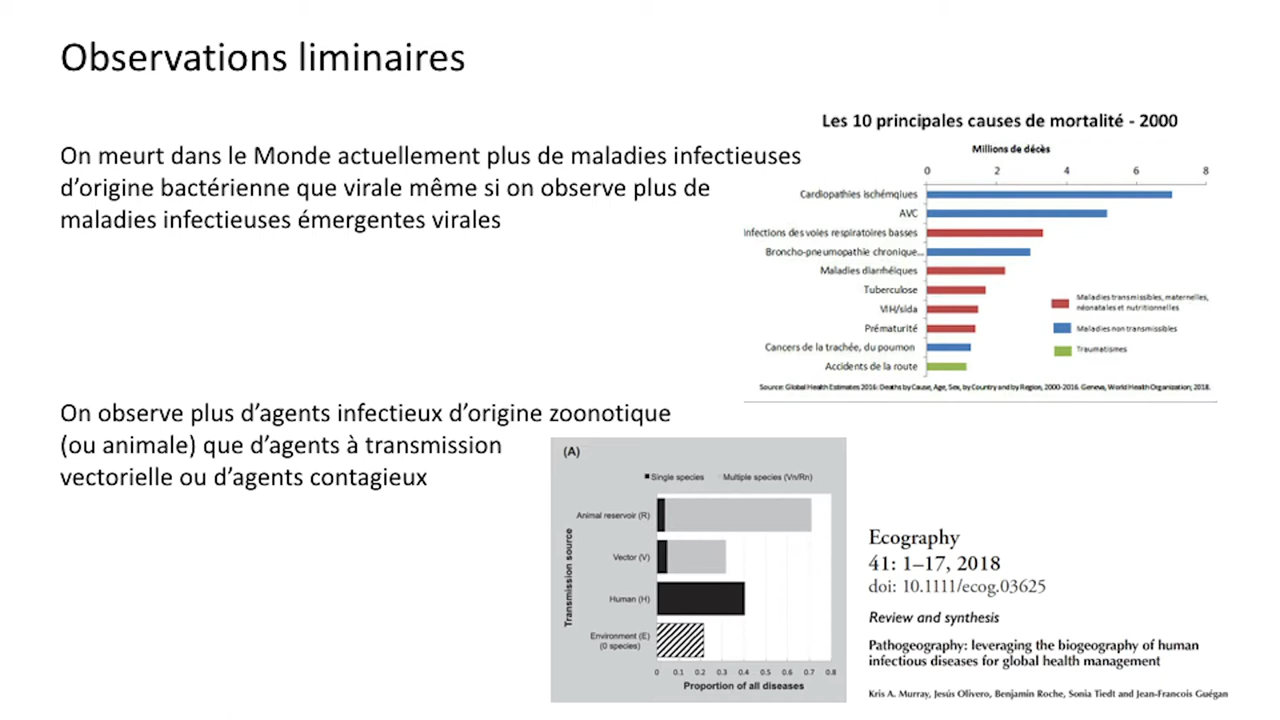 Observations liminaires
On meurt dans le Monde actuellement plus de maladies infectieuses
d'origine bactérienne que virale même si on observe plus de
maladies infectieuses émergentes virales
Les 10 principales causes de mortalité - 2000
Millions de décès
0 2 4 6 8
Cardiopathies ischémqiues
AVC
Infections des voies respiratoires basses
Broncho-pneumopathie chronique...
Maladies diarrhéiques
Tuberculose
VIH/sida
Prématurité
Cancers de la trachée, du poumon
Accidents de la route
Maladies transmissibles, maternelles,
néonatales et nutritionnelles
Maladies non transmissibles
Traumatismes
Source: Global Health Estimates 2016: Deaths by Cause, Age, Sex, by Country and by Region, 2000-2016. Geneva, World Health Organization; 2018.
On observe plus d'agents infectieux d'origine zoonotique
(ou animale) que d'agents à transmission
vectorielle ou d'agents contagieux
(A)
Single species Multiple species (Vn/Rn)
Transmission source
Animal reservoir (R)
Vector (V)
Human (H)
Environment (E)
(0 species)
0 0.1 0.2 0.3 0.4 0.5 0.6 0.7 0.8
Proportion of all diseases
Ecography
41: 1–17, 2018
doi: 10.1111/ecog.03625
Review and synthesis
Pathogeography: leveraging the biogeography of human
infectious diseases for global health management
Kris A. Murray, Jesús Olivero, Benjamin Roche, Sonia Tiedt and Jean-Francois Guégan